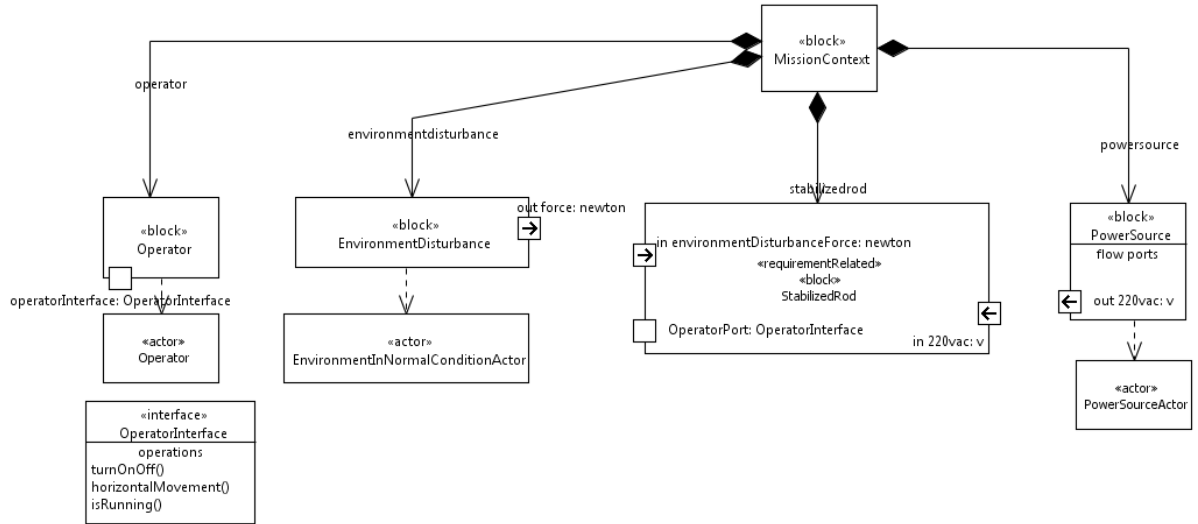 «block»
MissionContext
operator
environmentdisturbance
powersource
stabilizedrod
«block»
Operator
operatorInterface: OperatorInterface
«actor»
Operator
«interface»
OperatorInterface
operations
turnOnOff()
horizontalMovement()
isRunning()
out force: newton
«block»
EnvironmentDisturbance
«actor»
EnvironmentInNormalConditionActor
in environmentDisturbanceForce: newton
«requirementRelated»
«block»
StabilizedRod
OperatorPort: OperatorInterface
in 220vac: v
«block»
PowerSource
flow ports
out 220vac: v
«actor»
PowerSourceActor